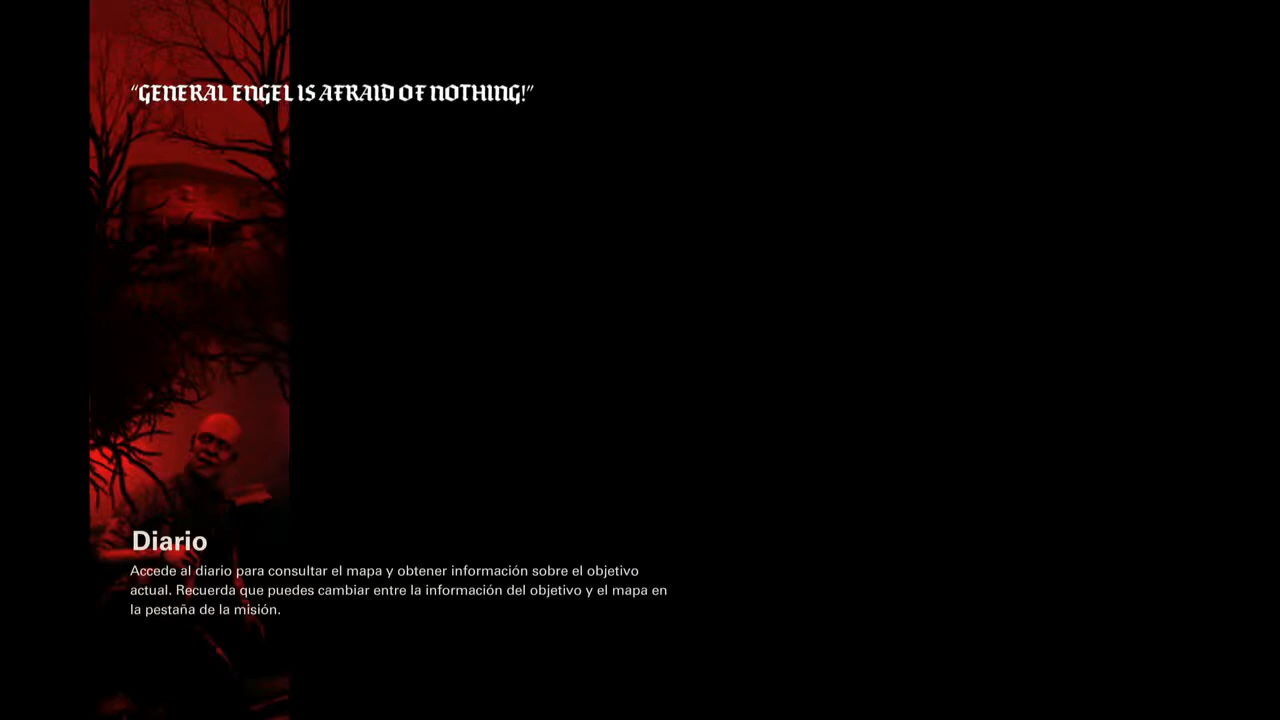 “GENERAL ENGEL IS AFRAID OF NOTHING!”
Diario
Accede al diario para consultar el mapa y obtener información sobre el objetivo
actual. Recuerda que puedes cambiar entre la información del objetivo y el mapa en
la pestaña de la misión.